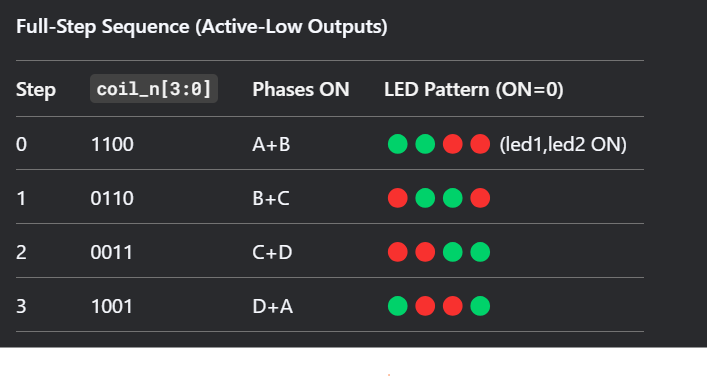 Full-Step Sequence (Active-Low Outputs)
Step coil_n[3:0] Phases ON LED Pattern (ON=0)
0 1100 A+B (led1,led2 ON)
1 0110 B+C
2 0011 C+D
3 1001 D+A